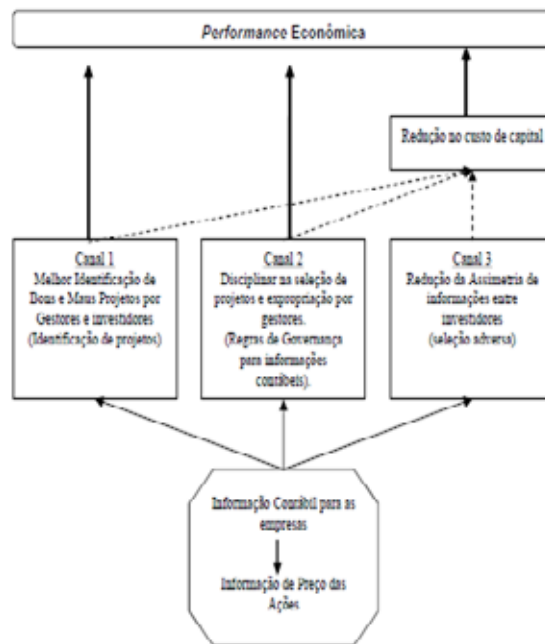 Performance Econômica
Redução no custo de capital
Canal 1
Melhor Identificação de
Bons e Maus Projetos por
Gestores e investidores
(Identificação de projetos)
Canal 2
Disciplinar na seleção de
projetos e expropriação por
gestores.
(Regras de Governança
para informações
contábeis).
Canal 3
Redução da Assimetria de
informações entre
investidores
(seleção adversa)
Informação Contábil para as
empresas
Informação de Preço das
Ações